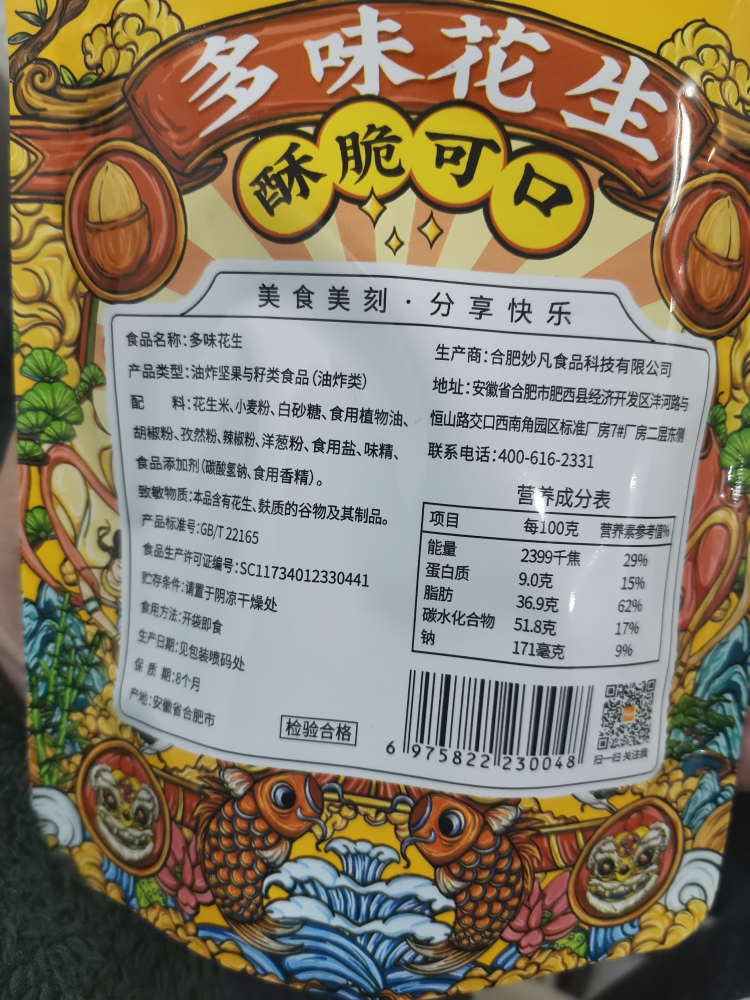 多味花生
酥脆可口
美食美刻·分享快乐
食品名称:多味花生
产品类型:油炸坚果与籽类食品(油炸类)
配 料:花生米、小麦粉、白砂糖、食用植物油、
胡椒粉、孜然粉、辣椒粉、洋葱粉、食用盐、味精、
食品添加剂(碳酸氢钠、食用香精)。
致敏物质:本品含有花生、麸质的谷物及其制品。
产品标准号:GB/T 22165
食品生产许可证编号:SC11734012330441
贮存条件:请置于阴凉干燥处
食用方法:开袋即食
生产日期:见包装喷码处
保 质 期:8个月
产地:安徽省合肥市
检验合格
生产商:合肥妙凡食品科技有限公司
地址:安徽省合肥市肥西县经济开发区沣河路与
恒山路交口西南角园区标准厂房7#厂房二层东侧
联系电话:400-616-2331
营养成分表
项目 每100克 营养素参考值%
能量 2399千焦 29%
蛋白质 9.0克 15%
脂肪 36.9克 62%
碳水化合物 51.8克 17%
钠 171毫克 9%
6 975822 230048
扫一扫 关注我